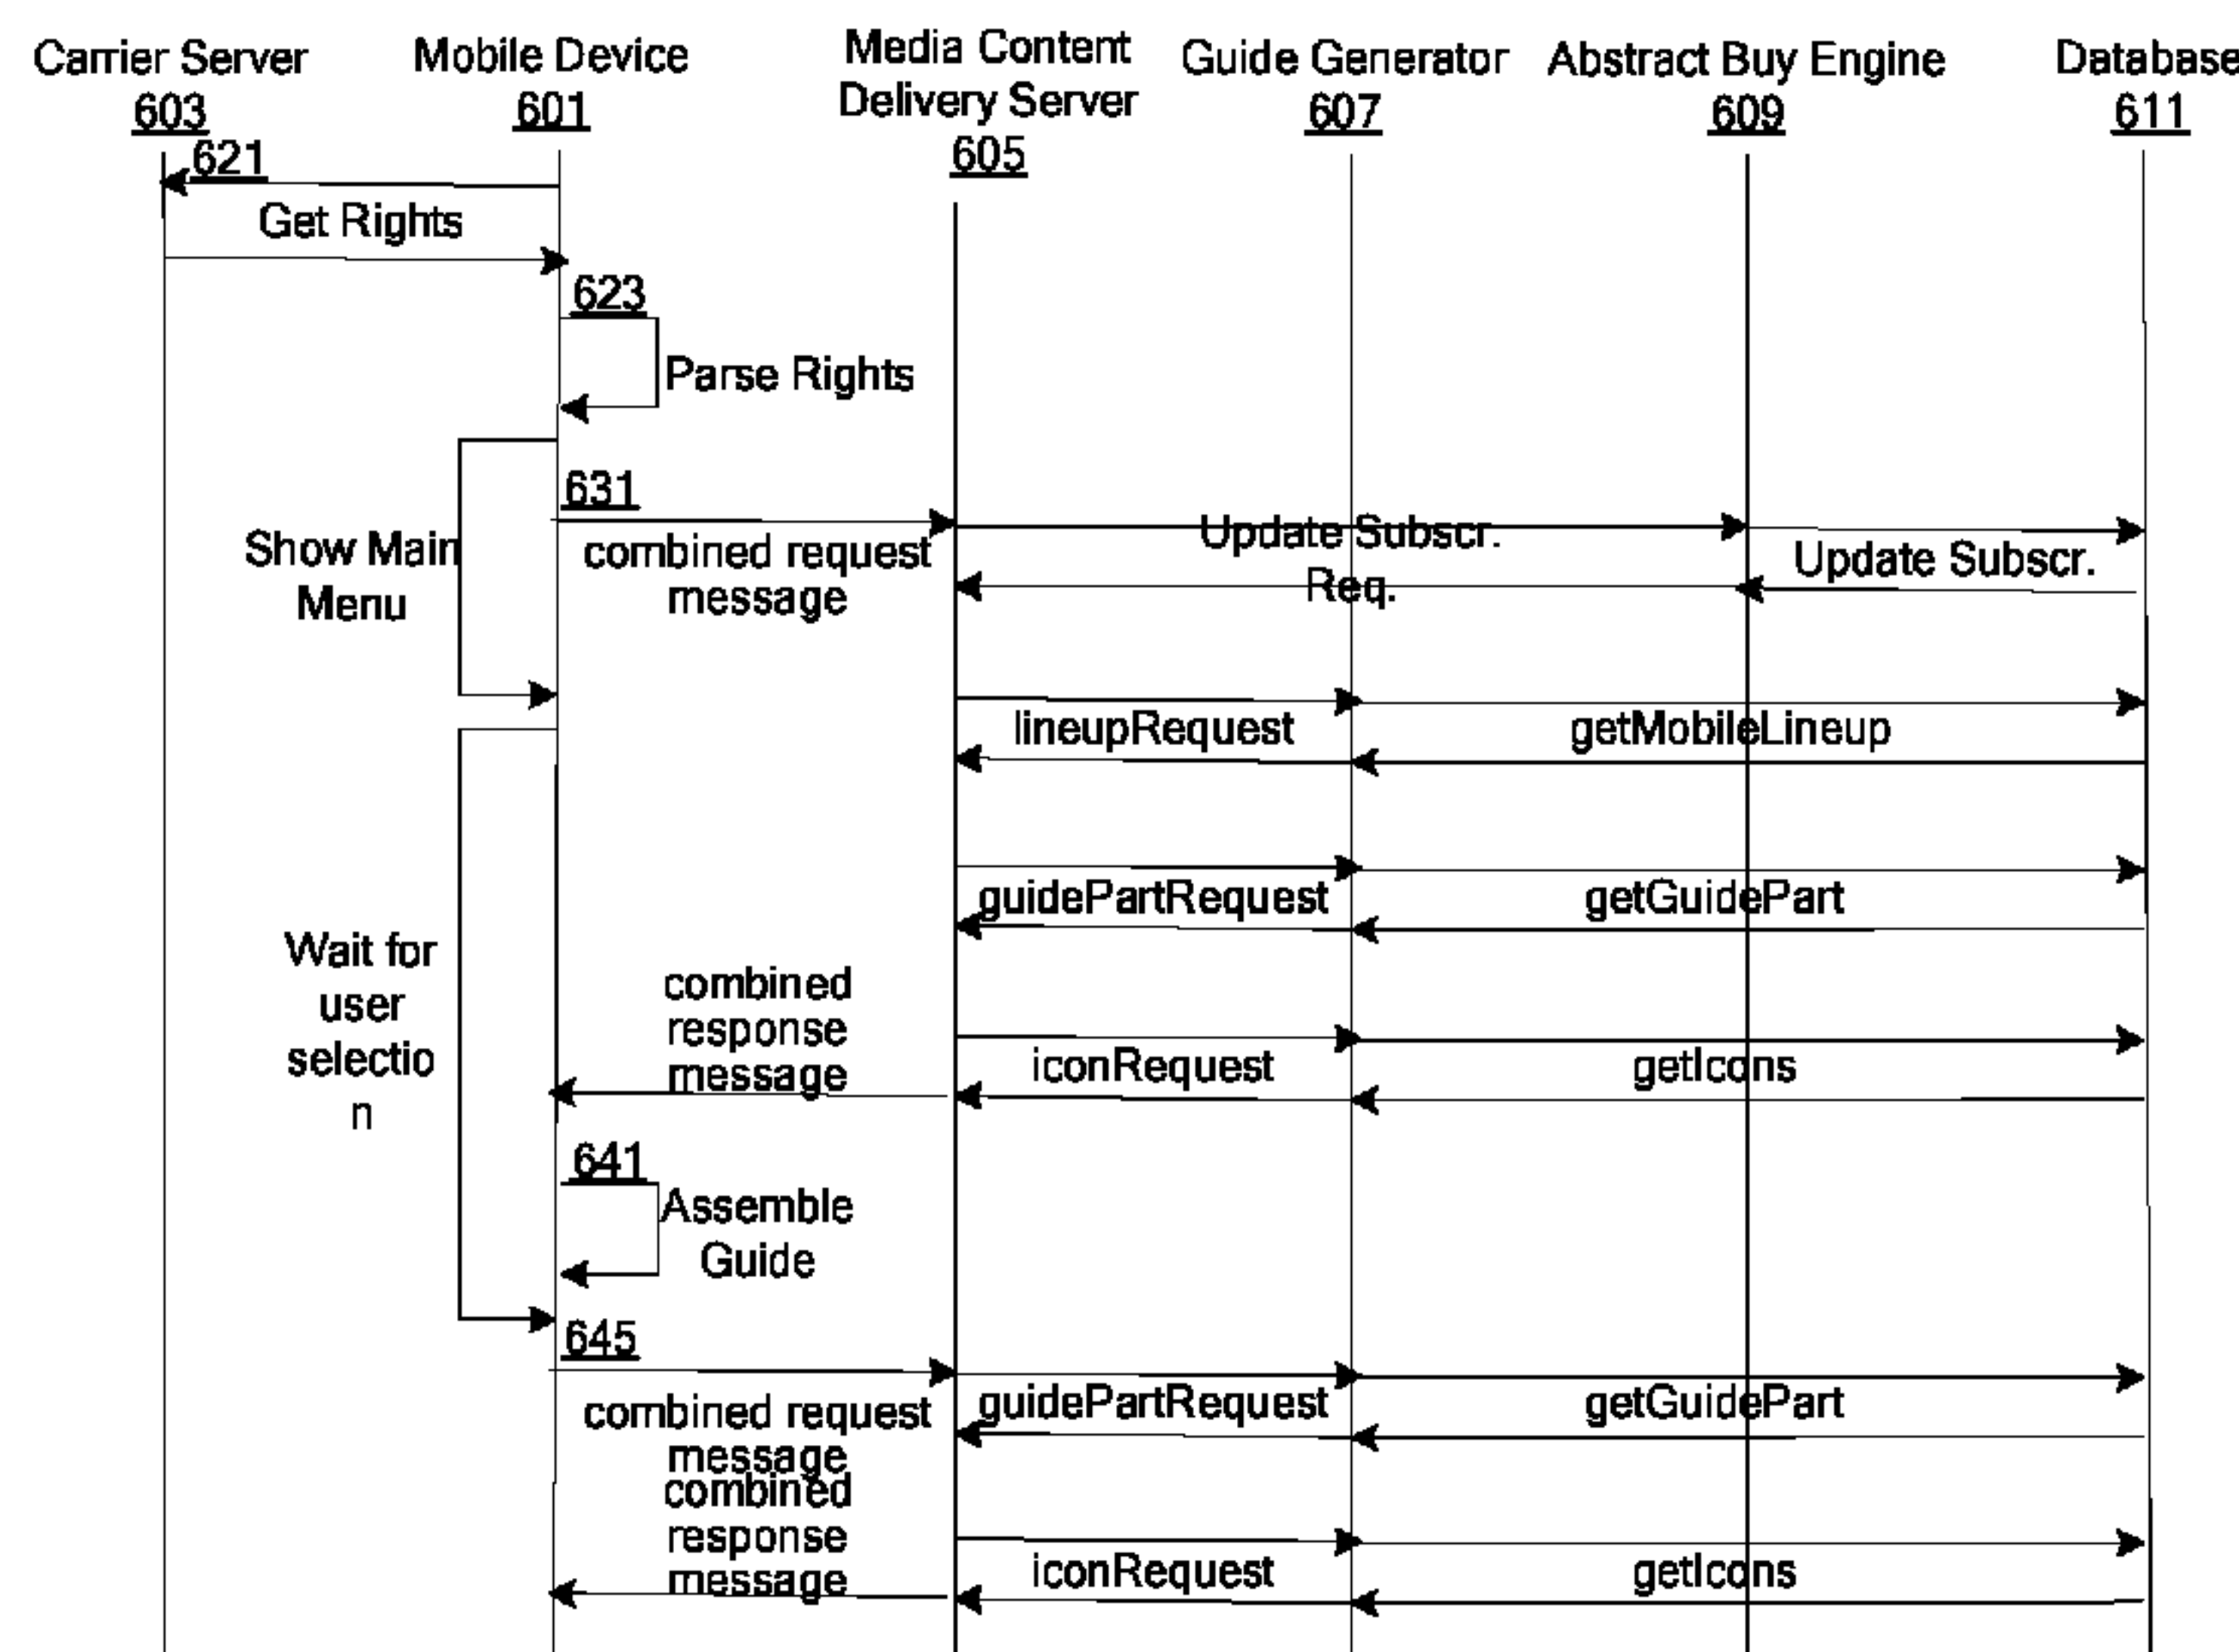 Carrier Server
603
Mobile Device
601
Media Content
Delivery Server
605
Guide Generator
607
Abstract Buy Engine
609
Database
611
621
Get Rights
623
Parse Rights
Show Main
Menu
631
combined request
message
Update Subscr.
Req.
Update Subscr.
lineupRequest
getMobileLineup
guidePartRequest
getGuidePart
Wait for
user
selectio
n
combined
response
message
iconRequest
getIcons
641
Assemble
Guide
645
combined request
message
guidePartRequest
getGuidePart
combined
response
message
iconRequest
getIcons